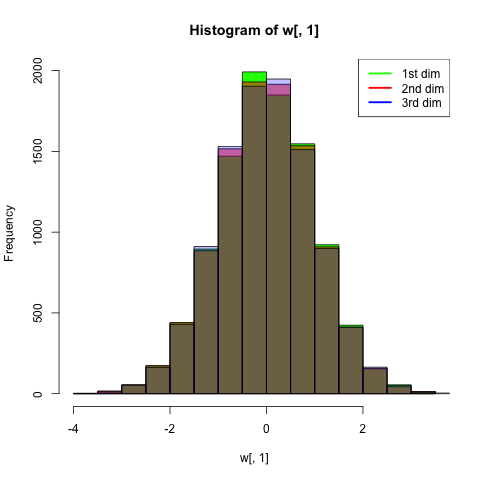 Histogram of w[, 1]
1st dim
2nd dim
3rd dim
Frequency
2000
1500
1000
500
0
-4
-2
0
2
w[, 1]